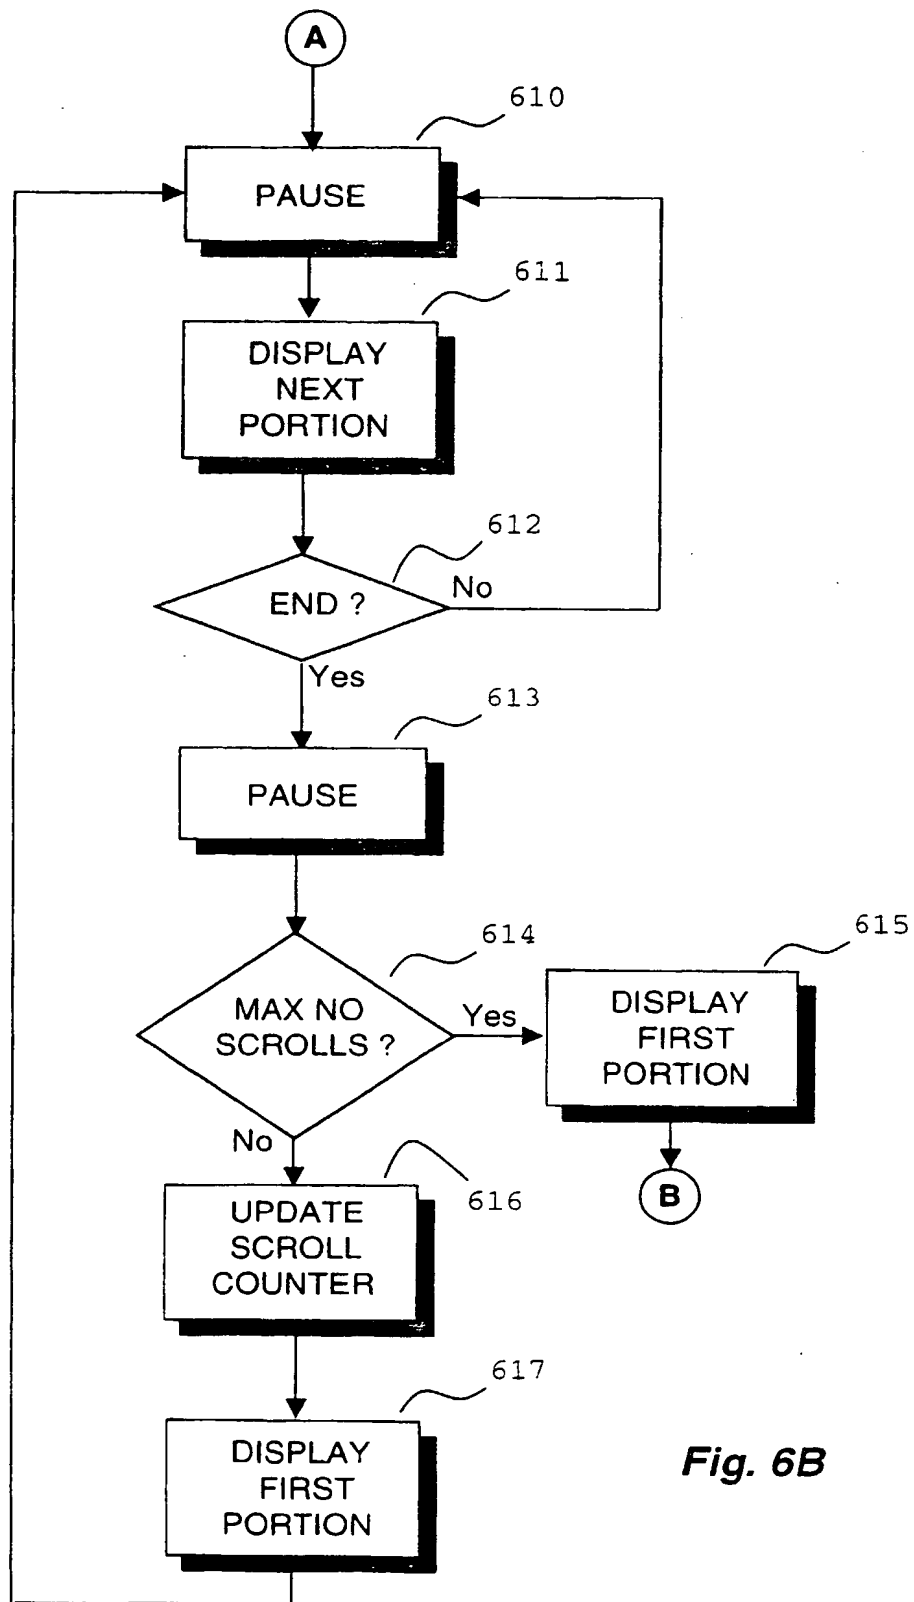 A
610
PAUSE
611
DISPLAY
NEXT
PORTION
612
END ?
No
Yes
613
PAUSE
614
MAX NO
SCROLLS ?
Yes
615
DISPLAY
FIRST
PORTION
No
B
616
UPDATE
SCROLL
COUNTER
617
DISPLAY
FIRST
PORTION
Fig. 6B